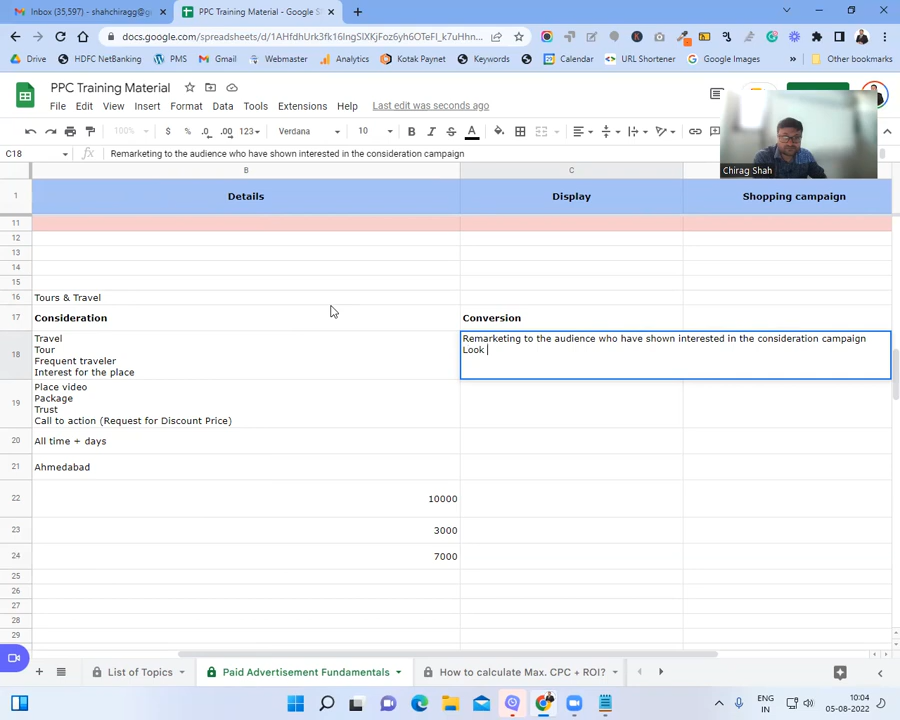 Inbox (35,597) - shahchiragg@g
PPC Training Material - Google S
docs.google.com/spreadsheets/d/1AHfdhUrk3fk16IngSlXKjFoz6yh6OTeFl_k7uHhn...
Drive
HDFC NetBanking
PMS
Gmail
Webmaster
Analytics
Kotak Paynet
Keywords
Calendar
URL Shortener
Google Images
Other bookmarks
PPC Training Material
File Edit View Insert Format Data Tools Extensions Help Last edit was seconds ago
100% $ % .0 .00 123 Verdana 10 B I S A
C18 fx Remarketing to the audience who have shown interested in the consideration campaign
Chirag Shah
B C
1 Details Display Shopping campaign
11
12
13
14
15
16 Tours & Travel
17 Consideration Conversion
18
Travel
Tour
Frequent traveler
Interest for the place
Remarketing to the audience who have shown interested in the consideration campaign
Look
19
Place video
Package
Trust
Call to action (Request for Discount Price)
20 All time + days
21 Ahmedabad
22 10000
23 3000
24 7000
25
26
27
28
29
List of Topics Paid Advertisement Fundamentals How to calculate Max. CPC + ROI?
ENG
IN
10:04
05-08-2022